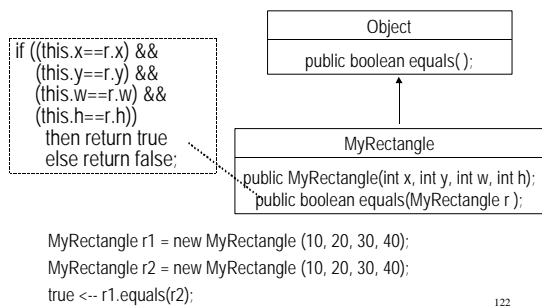 if ((this.x==r.x) &&
(this.y==r.y) &&
(this.w==r.w) &&
(this.h==r.h))
then return true
else return false;
Object
public boolean equals( );
MyRectangle
public MyRectangle(int x, int y, int w, int h);
public boolean equals(MyRectangle r );
MyRectangle r1 = new MyRectangle (10, 20, 30, 40);
MyRectangle r2 = new MyRectangle (10, 20, 30, 40);
true <-- r1.equals(r2);
122